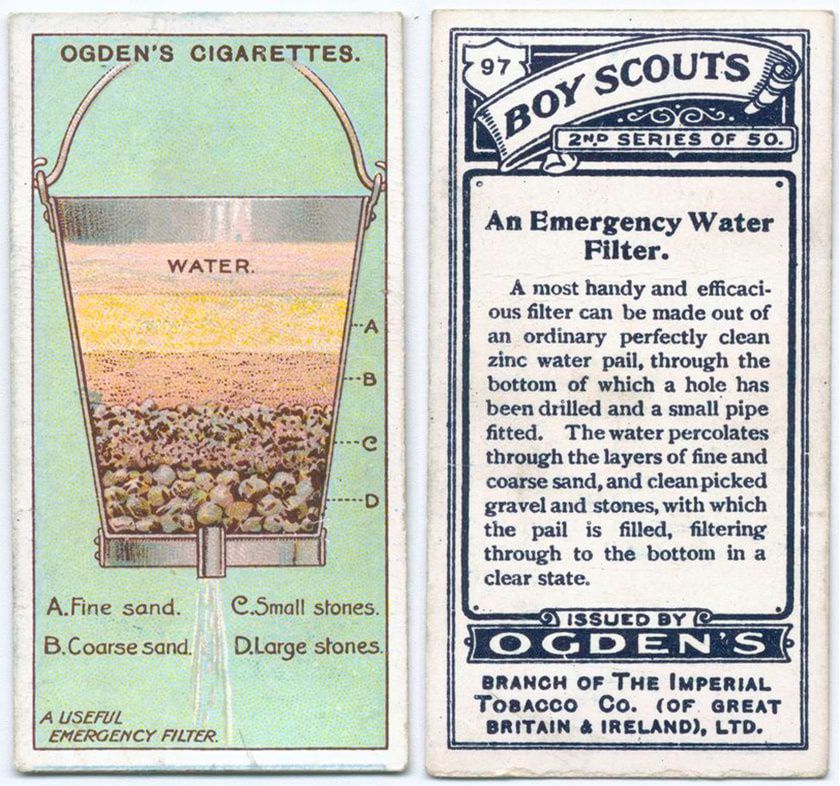 OGDEN'S CIGARETTES.
WATER.
A
B
C
D
A. Fine sand. C. Small stones.
B. Coarse sand. D. Large stones.
A USEFUL
EMERGENCY FILTER.
97
BOY SCOUTS
2ND SERIES OF 50.
An Emergency Water
Filter.
A most handy and efficaci-
ous filter can be made out of
an ordinary perfectly clean
zinc water pail, through the
bottom of which a hole has
been drilled and a small pipe
fitted. The water percolates
through the layers of fine and
coarse sand, and clean picked
gravel and stones, with which
the pail is filled, filtering
through to the bottom in a
clear state.
ISSUED BY
OGDEN'S
BRANCH OF THE IMPERIAL
TOBACCO CO. (OF GREAT
BRITAIN & IRELAND), LTD.